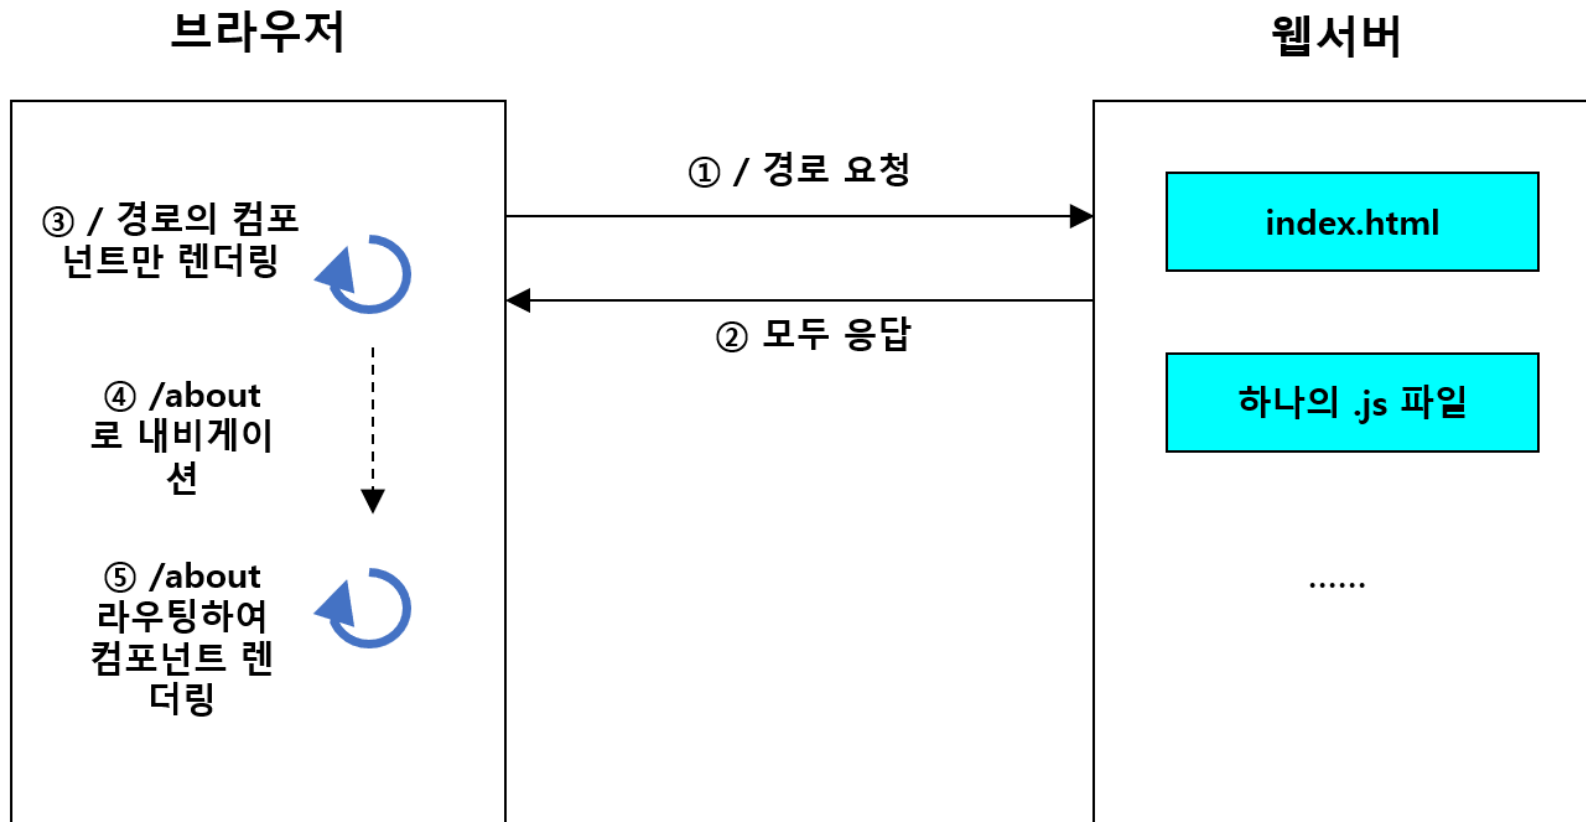 브라우저
웹서버
① / 경로 요청
index.html
③ / 경로의 컴포
넌트만 렌더링
② 모두 응답
④ /about
로 내비게이
션
하나의 .js 파일
⑤ /about
라우팅하여
컴포넌트 렌
더링
......